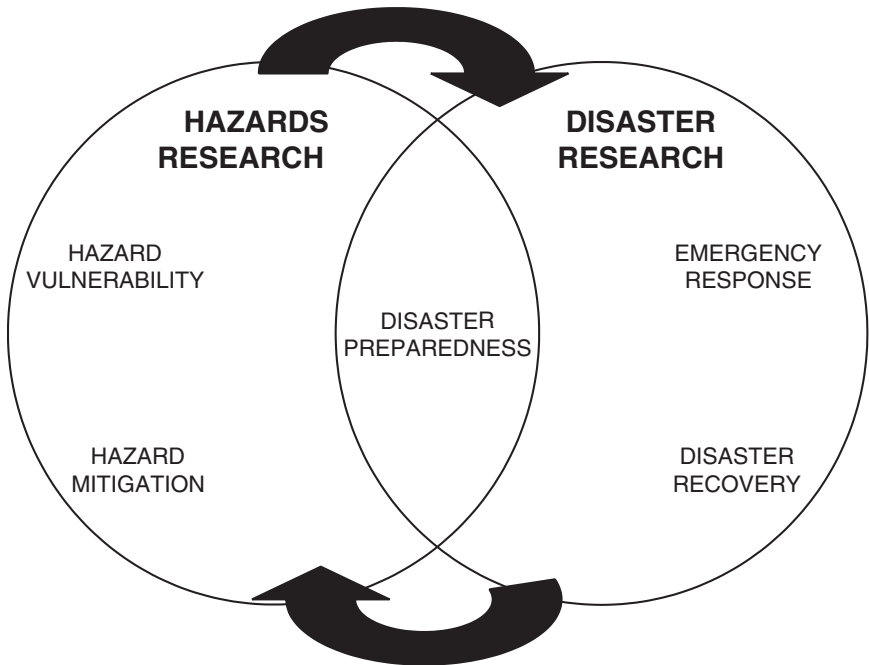 HAZARDS
RESEARCH
DISASTER
RESEARCH
HAZARD
VULNERABILITY
EMERGENCY
RESPONSE
DISASTER
PREPAREDNESS
HAZARD
MITIGATION
DISASTER
RECOVERY